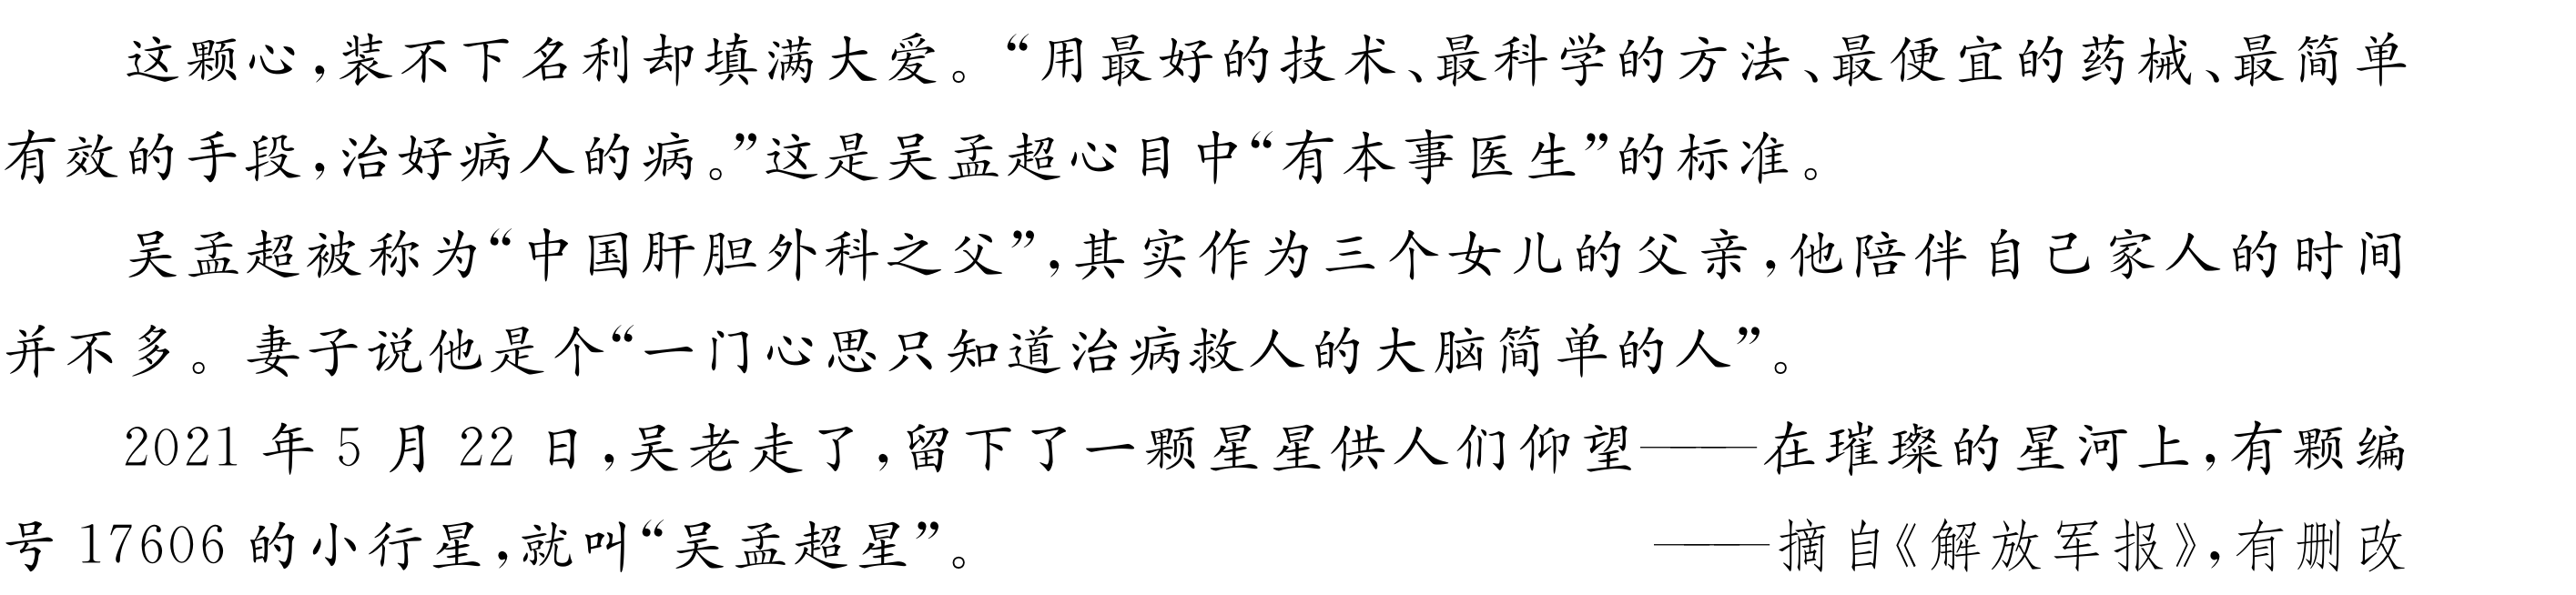 这颗心,装不下名利却填满大爱。“用最好的技术、最科学的方法、最便宜的药械、最简单
有效的手段,治好病人的病。”这是吴孟超心目中“有本事医生”的标准。
吴孟超被称为“中国肝胆外科之父”,其实作为三个女儿的父亲,他陪伴自己家人的时间
并不多。妻子说他是个“一门心思只知道治病救人的大脑简单的人”。
2021 年 5 月 22 日,吴老走了,留下了一颗星星供人们仰望——在璀璨的星河上,有颗编
号 17606 的小行星,就叫“吴孟超星”。 ——摘自《解放军报》,有删改